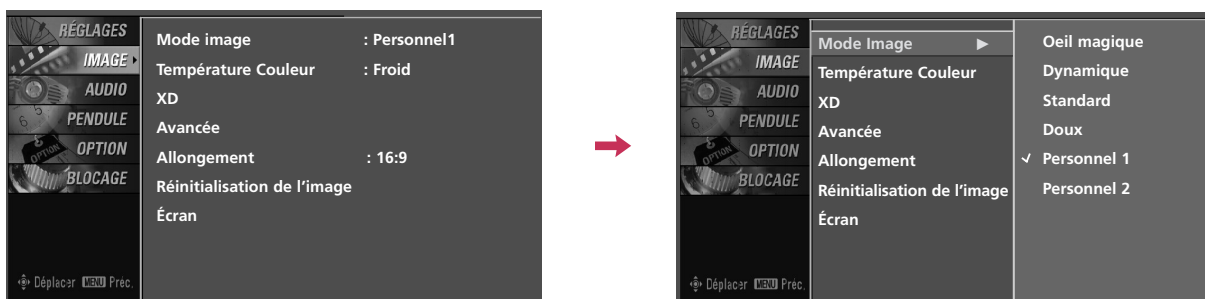 RÉGLAGES
IMAGE
AUDIO
PENDULE
OPTION
BLOCAGE
Déplacer MENU Préc.
Mode image : Personnel1
Température Couleur : Froid
XD
Avancée
Allongement : 16:9
Réinitialisation de l'image
Écran
RÉGLAGES
IMAGE
AUDIO
PENDULE
OPTION
BLOCAGE
Déplacer MENU Préc.
Mode Image
Température Couleur
XD
Avancée
Allongement
Réinitialisation de l'image
Écran
Oeil magique
Dynamique
Standard
Doux
✓ Personnel 1
Personnel 2